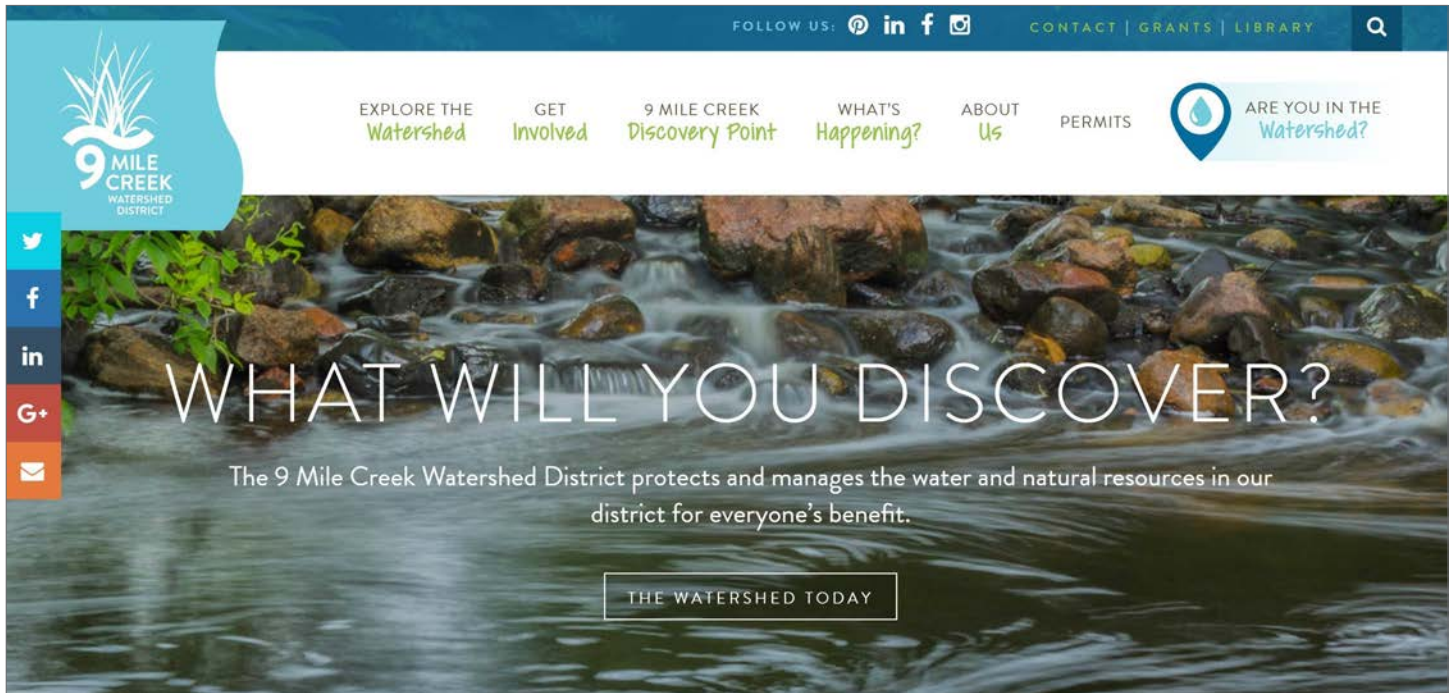 FOLLOW US:
CONTACT | GRANTS | LIBRARY
9 MILE
CREEK
WATERSHED
DISTRICT
EXPLORE THE
Watershed
GET
Involved
9 MILE CREEK
Discovery Point
WHAT'S
Happening?
ABOUT
Us
PERMITS
ARE YOU IN THE
Watershed?
in
G+
WHAT WILL YOU DISCOVER?
The 9 Mile Creek Watershed District protects and manages the water and natural resources in our
district for everyone's benefit.
THE WATERSHED TODAY